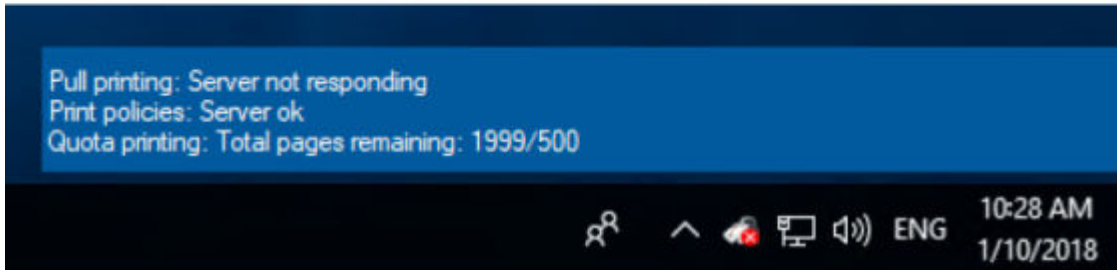 Pull printing: Server not responding
Print policies: Server ok
Quota printing: Total pages remaining: 1999/500
ENG
10:28 AM
1/10/2018